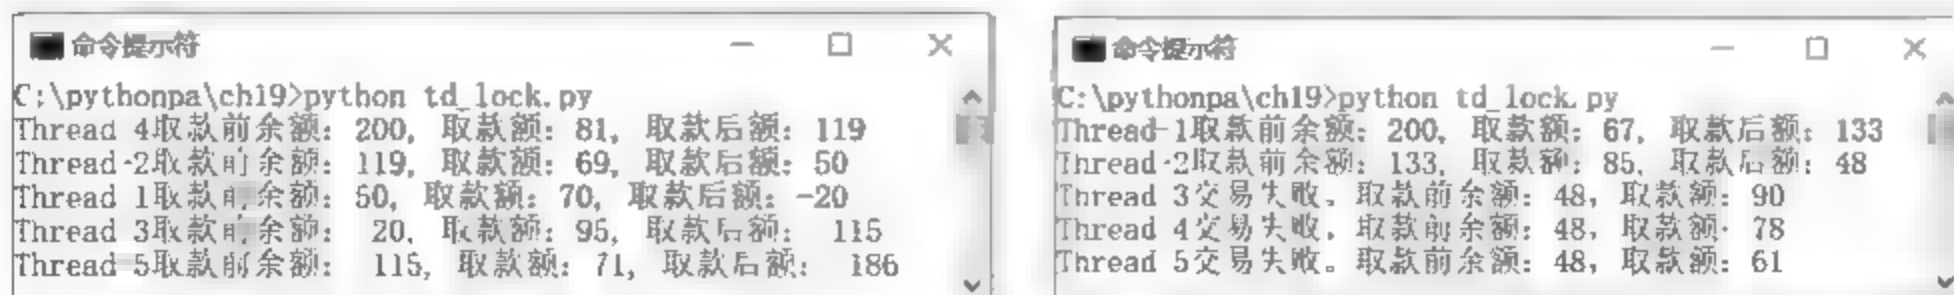 命令提示符
C:\pythonpa\ch19>python td_lock.py
Thread 4取款前余额: 200, 取款额: 81, 取款后额: 119
Thread-2取款前余额: 119, 取款额: 69, 取款后额: 50
Thread 1取款前余额: 50, 取款额: 70, 取款后额: -20
Thread 3取款前余额: 20, 取款额: 95, 取款后额: 115
Thread-5取款前余额: 115, 取款额: 71, 取款后额: 186
命令提示符
C:\pythonpa\ch19>python td_lock.py
Thread-1取款前余额: 200, 取款额: 67, 取款后额: 133
Thread-2取款前余额: 133, 取款额: 85, 取款后额: 48
Thread 3交易失败。取款前余额: 48, 取款额: 90
Thread 4交易失败。取款前余额: 48, 取款额: 78
Thread 5交易失败。取款前余额: 48, 取款额: 61